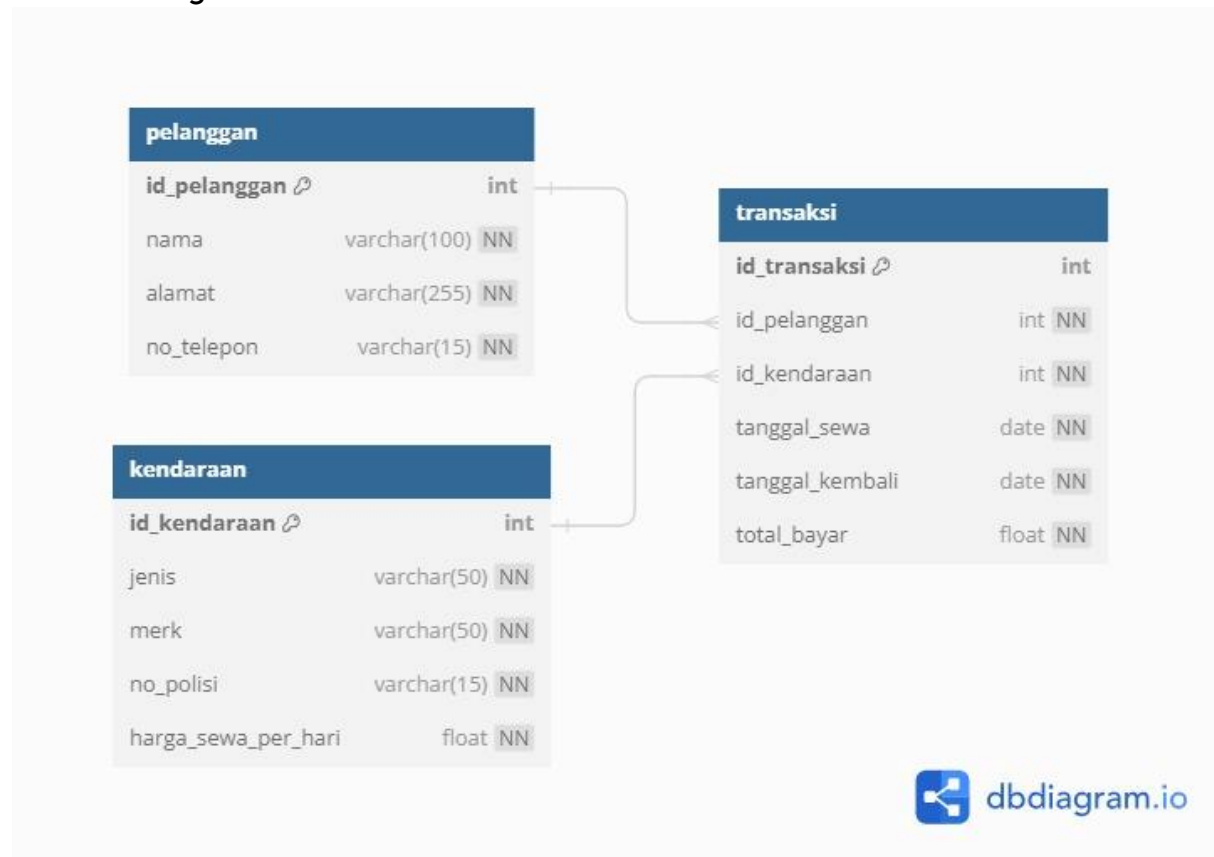 pelanggan
id_pelanggan int
nama varchar(100) NN
alamat varchar(255) NN
no_telepon varchar(15) NN
kendaraan
id_kendaraan int
jenis varchar(50) NN
merk varchar(50) NN
no_polisi varchar(15) NN
harga_sewa_per_hari float NN
transaksi
id_transaksi int
id_pelanggan int NN
id_kendaraan int NN
tanggal_sewa date NN
tanggal_kembali date NN
total_bayar float NN
dbdiagram.io